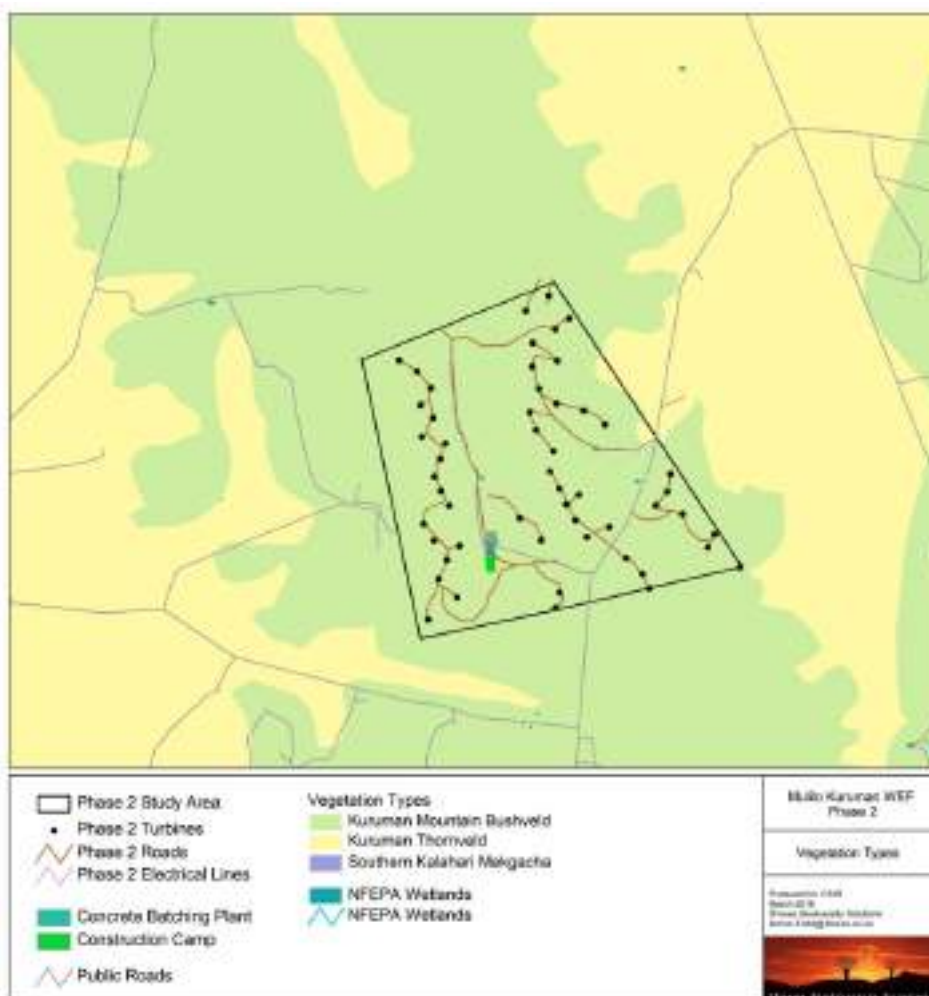 Phase 2 Study Area
Phase 2 Turbines
Phase 2 Roads
Phase 2 Electrical Lines
Concrete Batching Plant
Construction Camp
Public Roads
Vegetation Types
Kuruman Mountain Bushveld
Kuruman Thornveld
Southern Kalahari Mekgacha
NFEPA Wetlands
NFEPA Wetlands
Mulilo Kuruman WEF
Phase 2
Vegetation Types